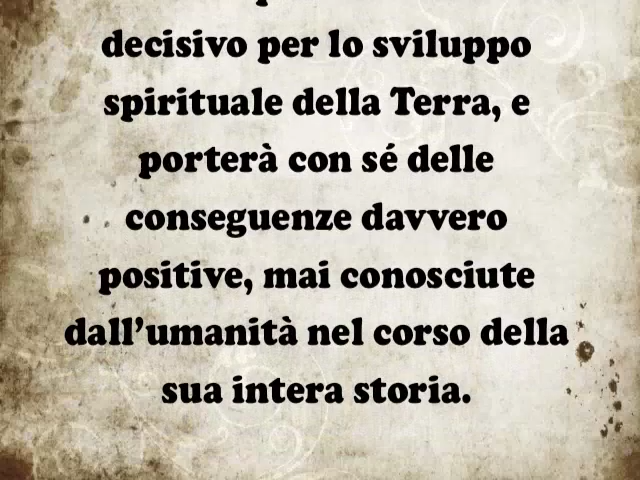 decisivo per lo sviluppo
spirituale della Terra, e
porterà con sé delle
conseguenze davvero
positive, mai conosciute
dall'umanità nel corso della
sua intera storia.